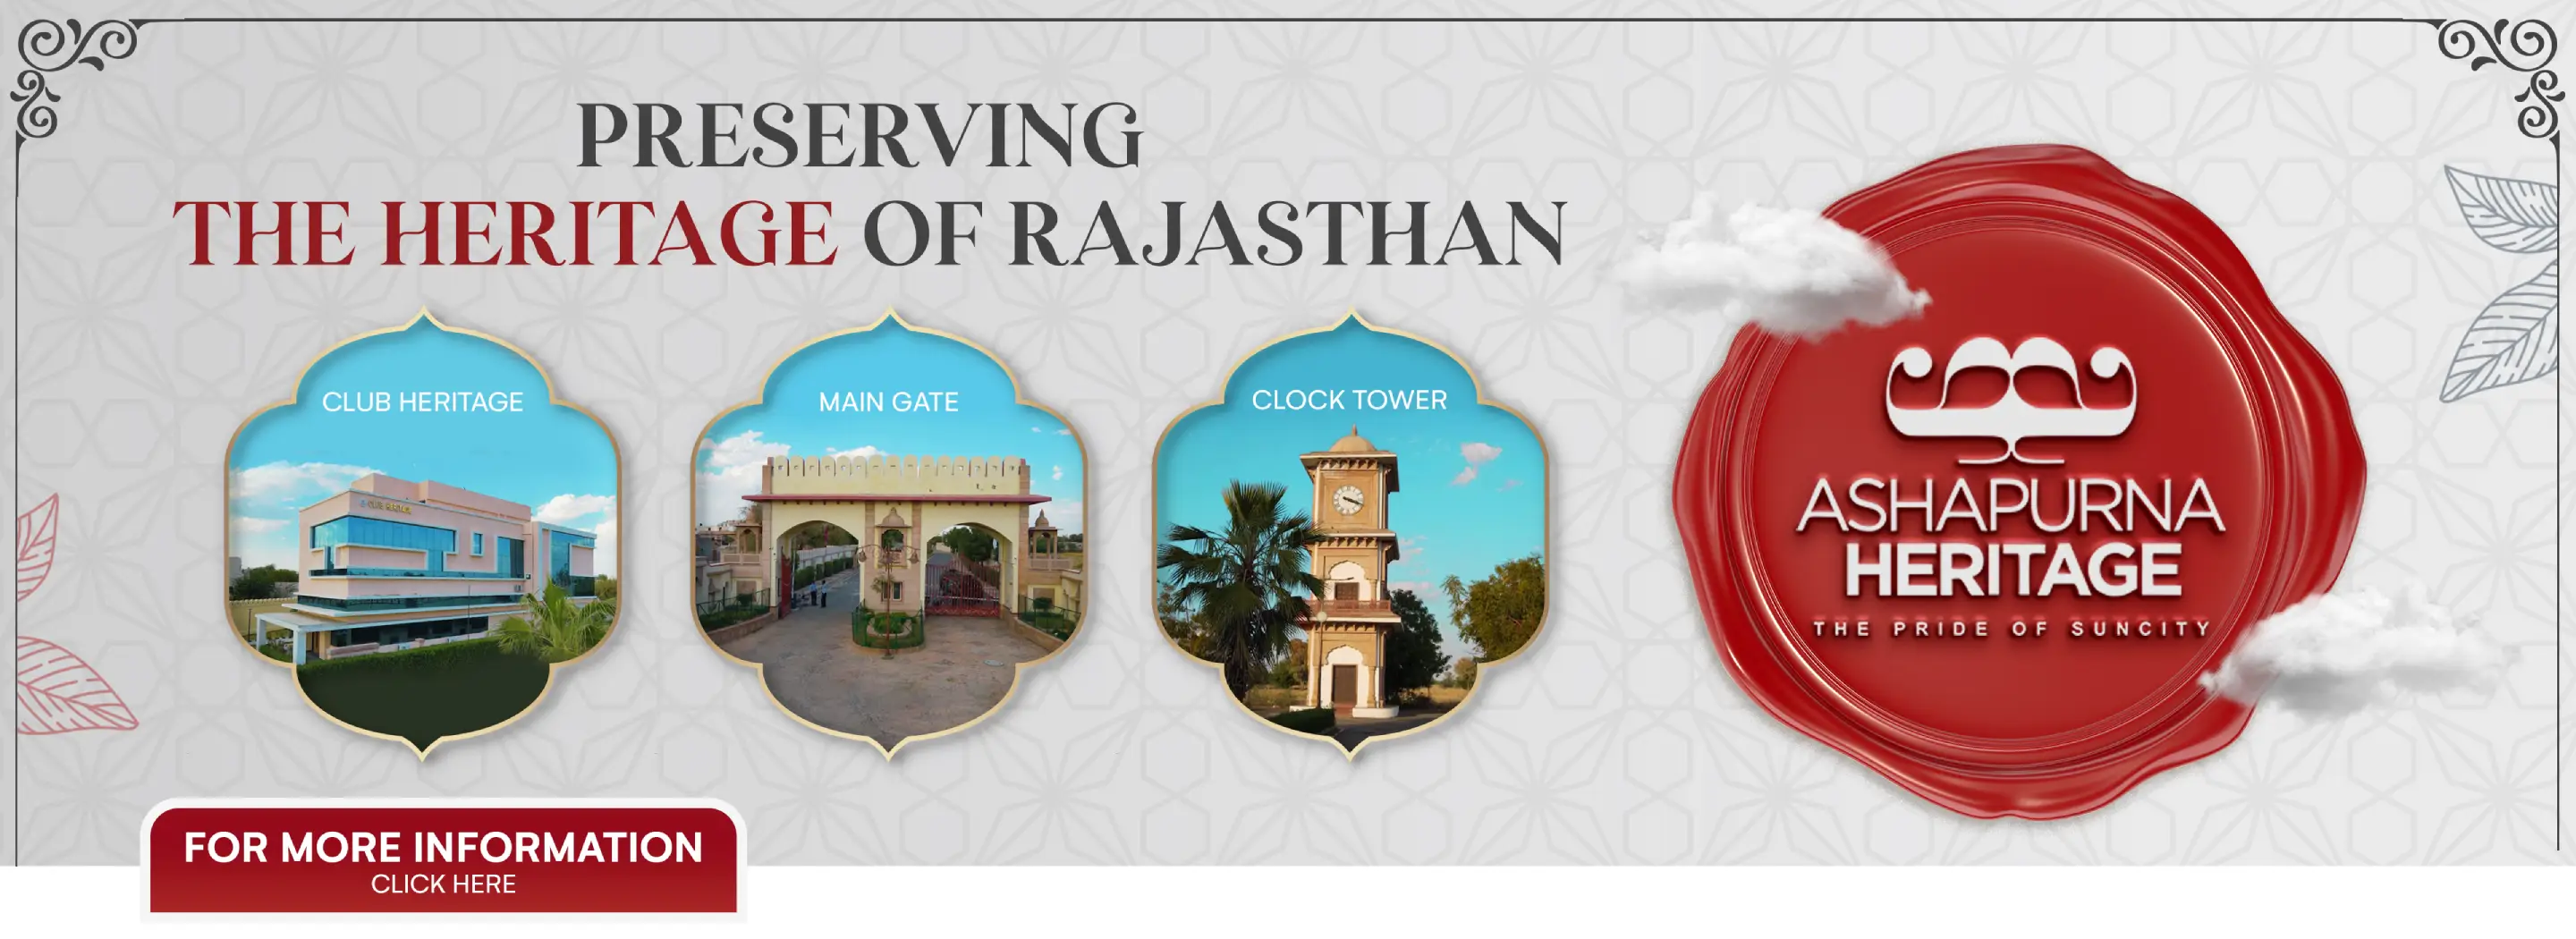 PRESERVING
THE HERITAGE OF RAJASTHAN
CLUB HERITAGE
MAIN GATE
CLOCK TOWER
ASHAPURNA
HERITAGE
THE PRIDE OF SUNCITY
FOR MORE INFORMATION
CLICK HERE